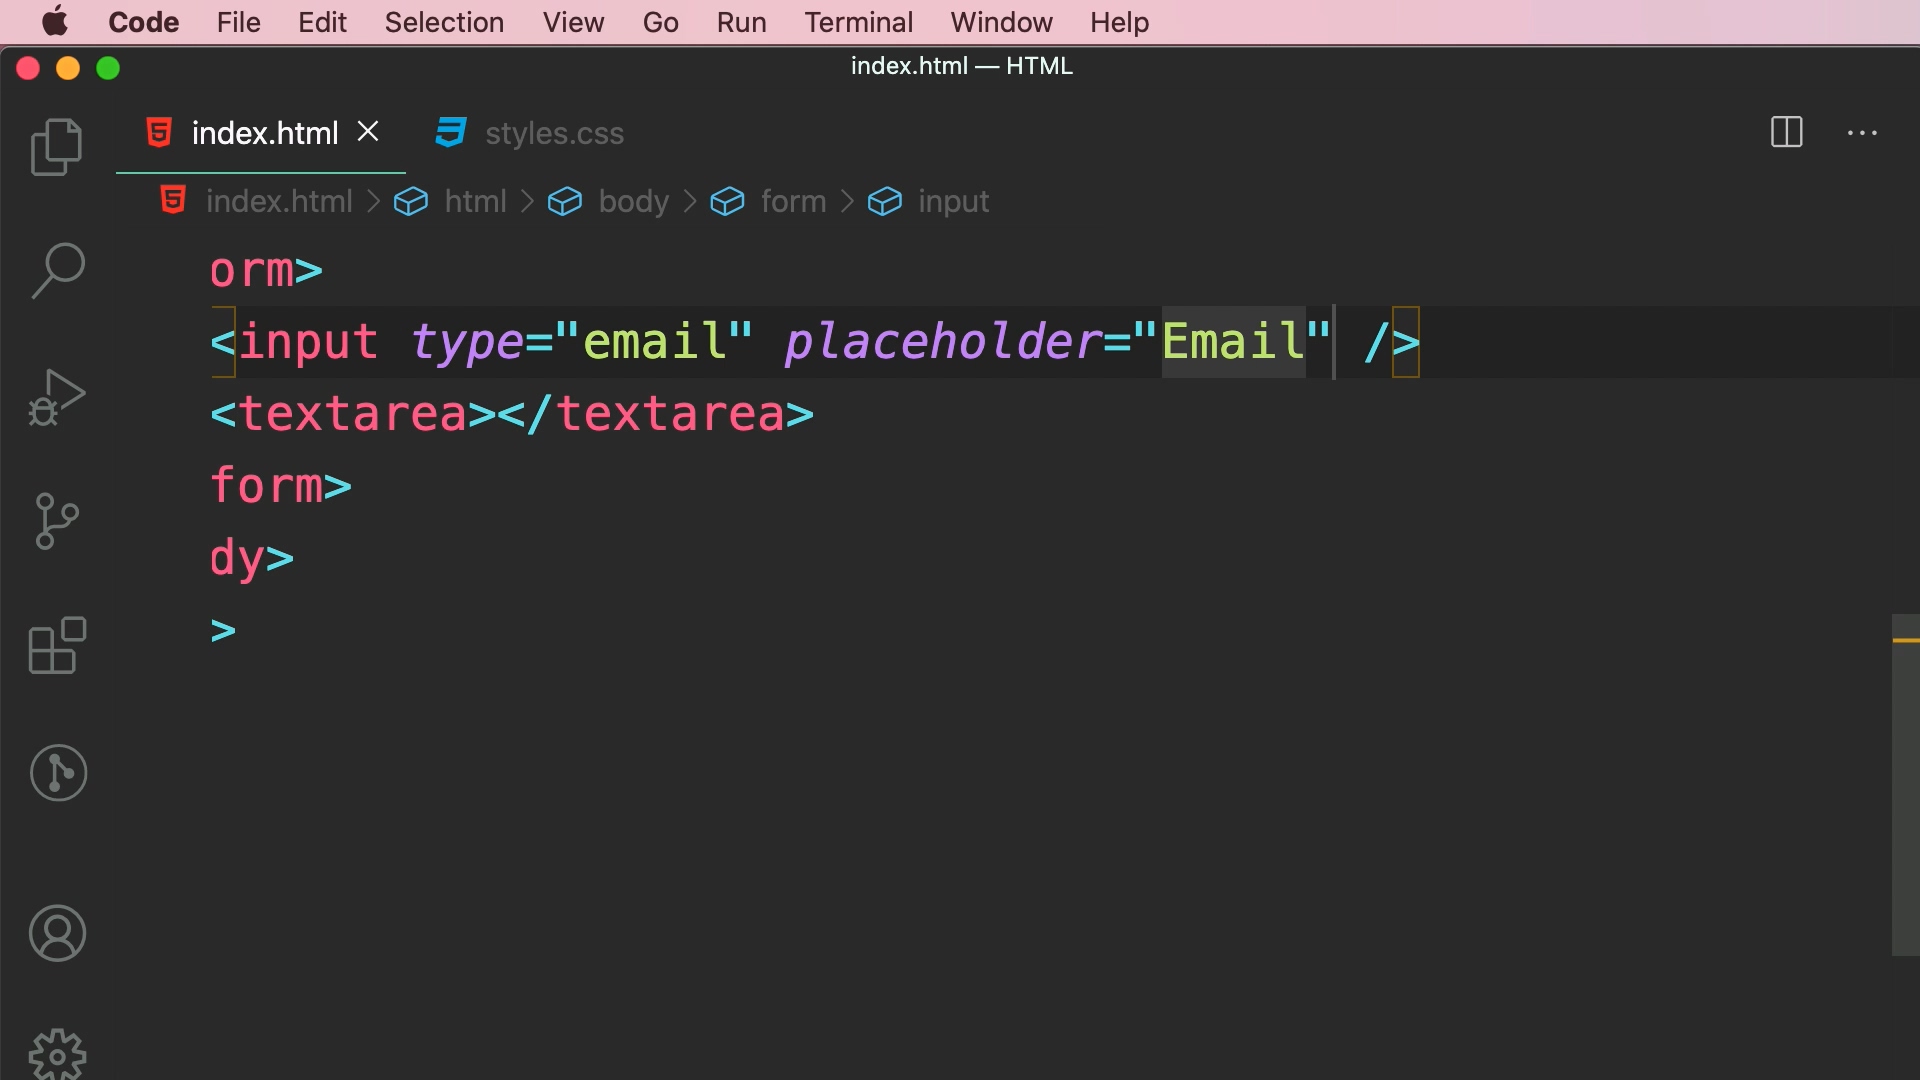 Code File Edit Selection View Go Run Terminal Window Help
index.html — HTML
index.html styles.css
index.html > html > body > form > input
orm>
<input type="email" placeholder="Email" />
<textarea></textarea>
form>
dy>
>